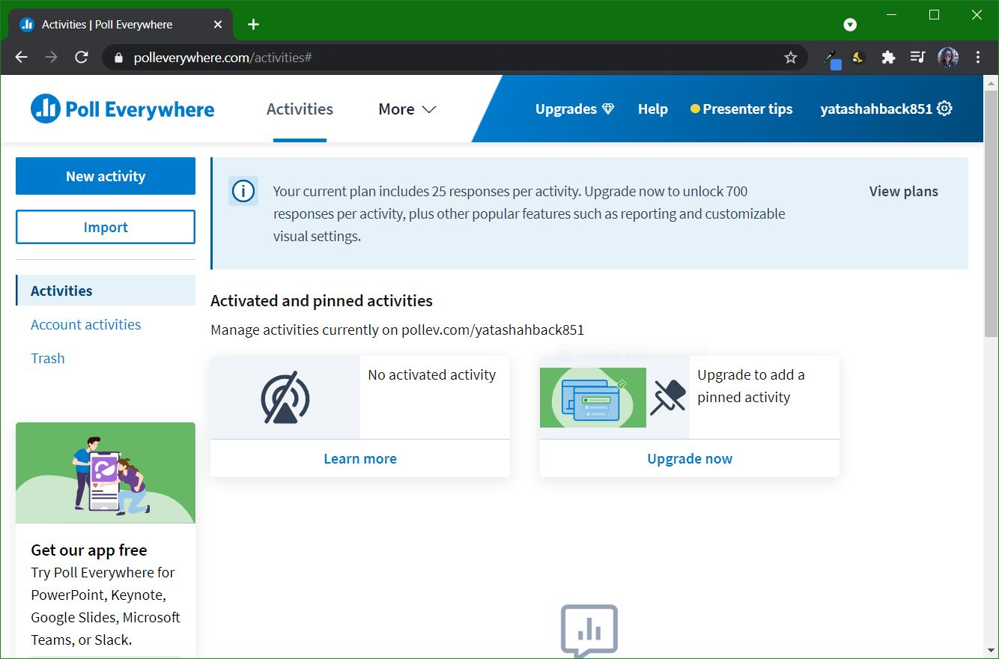 Activities | Poll Everywhere
polleverywhere.com/activities#
Poll Everywhere
Activities
More
Upgrades
Help
Presenter tips
yatashahback851
New activity
Import
Activities
Account activities
Trash
Get our app free
Try Poll Everywhere for
PowerPoint, Keynote,
Google Slides, Microsoft
Teams, or Slack.
Your current plan includes 25 responses per activity. Upgrade now to unlock 700
responses per activity, plus other popular features such as reporting and customizable
visual settings.
View plans
Activated and pinned activities
Manage activities currently on pollev.com/yatashahback851
Window Snip
No activated activity
Learn more
Upgrade to add a
pinned activity
Upgrade now